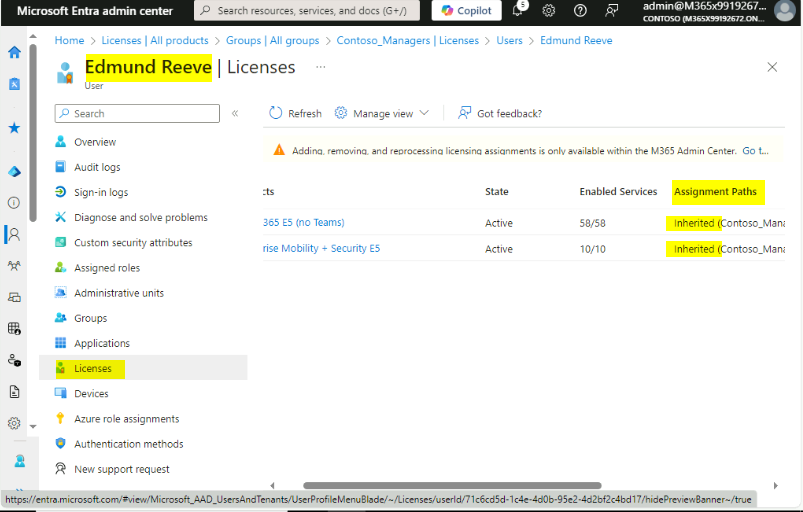 Microsoft Entra admin center
Search resources, services, and docs (G+/)
Copilot
5
admin@M365x9919267...
CONTOSO (M365X99192672.ON...
Home > Licenses | All products > Groups | All groups > Contoso_Managers | Licenses > Users > Edmund Reeve
Edmund Reeve | Licenses ...
User
Search
Refresh
Manage view
Got feedback?
Adding, removing, and reprocessing licensing assignments is only available within the M365 Admin Center. Go t...
Overview
Audit logs
Sign-in logs
Diagnose and solve problems
Custom security attributes
Assigned roles
Administrative units
Groups
Applications
Licenses
Devices
Azure role assignments
Authentication methods
New support request
cts State Enabled Services Assignment Paths
365 E5 (no Teams) Active 58/58 Inherited (Contoso_Mana
rise Mobility + Security E5 Active 10/10 Inherited (Contoso_Mana
https://entra.microsoft.com/#view/Microsoft_AAD_UsersAndTenants/UserProfileMenuBlade/~/Licenses/userId/71c6cd5d-1c4e-4d0b-95e2-4d2bf2c4bd17/hidePreviewBanner~/true